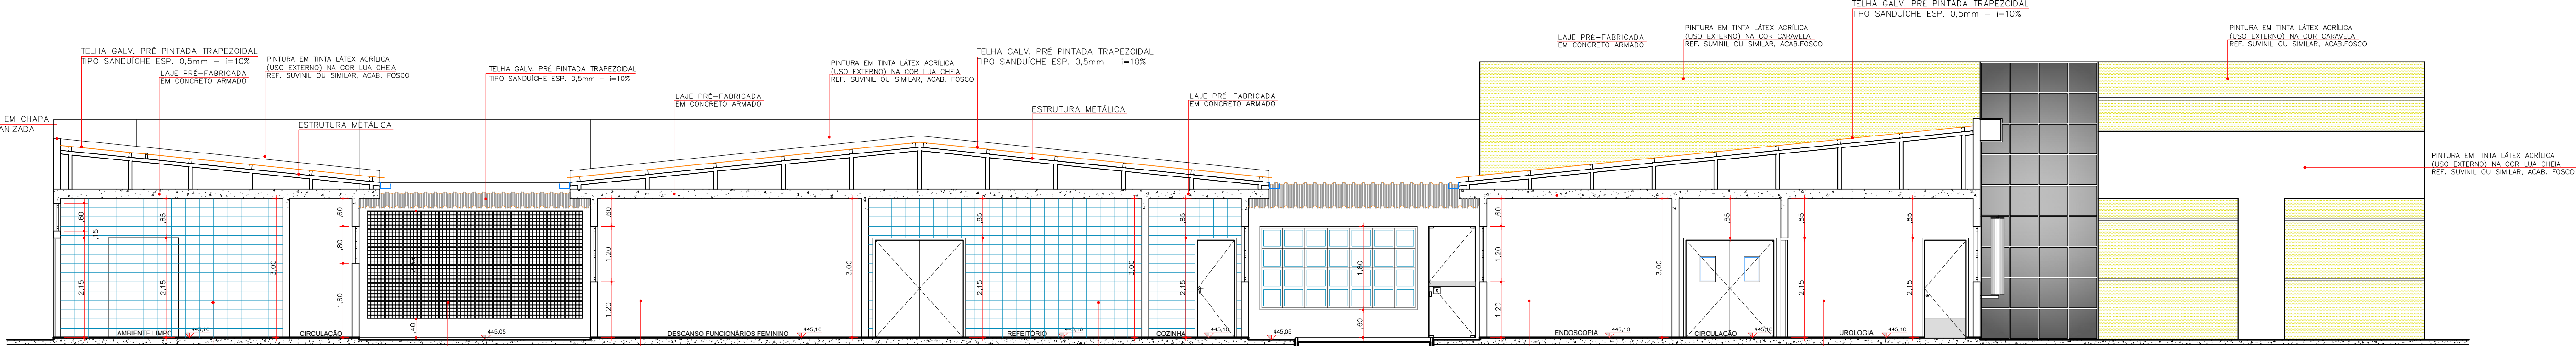 TELHA GALV. PRÉ PINTADA TRAPEZOIDAL
TIPO SANDUÍCHE ESP. 0,5mm – i=10%
LAJE PRÉ-FABRICADA
EM CONCRETO ARMADO
PINTURA EM TINTA LÁTEX ACRÍLICA
(USO EXTERNO) NA COR LUA CHEIA
REF. SUVINIL OU SIMILAR, ACAB. FOSCO
EM CHAPA
ANIZADA
ESTRUTURA METÁLICA
TELHA GALV. PRÉ PINTADA TRAPEZOIDAL
TIPO SANDUÍCHE ESP. 0,5mm – i=10%
LAJE PRÉ-FABRICADA
EM CONCRETO ARMADO
PINTURA EM TINTA LÁTEX ACRÍLICA
(USO EXTERNO) NA COR LUA CHEIA
REF. SUVINIL OU SIMILAR, ACAB. FOSCO
TELHA GALV. PRÉ PINTADA TRAPEZOIDAL
TIPO SANDUÍCHE ESP. 0,5mm – i=10%
ESTRUTURA METÁLICA
LAJE PRÉ-FABRICADA
EM CONCRETO ARMADO
LAJE PRÉ-FABRICADA
EM CONCRETO ARMADO
PINTURA EM TINTA LÁTEX ACRÍLICA
(USO EXTERNO) NA COR CARAVELA
REF. SUVINIL OU SIMILAR, ACAB.FOSCO
TELHA GALV. PRÉ PINTADA TRAPEZOIDAL
TIPO SANDUÍCHE ESP. 0,5mm – i=10%
PINTURA EM TINTA LÁTEX ACRÍLICA
(USO EXTERNO) NA COR CARAVELA
REF. SUVINIL OU SIMILAR, ACAB.FOSCO
PINTURA EM TINTA LÁTEX ACRÍLICA
(USO EXTERNO) NA COR LUA CHEIA
REF. SUVINIL OU SIMILAR, ACAB. FOSCO
,60
,15
2,15
,85
2,15
3,00
,60
,80
1,60
,40
,60
1,20
1,20
3,00
,85
2,15
3,00
,85
2,15
1,80
,60
,60
1,20
1,20
3,00
,85
,85
2,15
,85
2,15
AMBIENTE LIMPO
445,10
CIRCULAÇÃO
445,05
DESCANSO FUNCIONÁRIOS FEMININO
445,10
REFEITÓRIO
445,10
COZINHA
445,10
445,05
ENDOSCOPIA
445,10
CIRCULAÇÃO
445,10
UROLOGIA
445,10